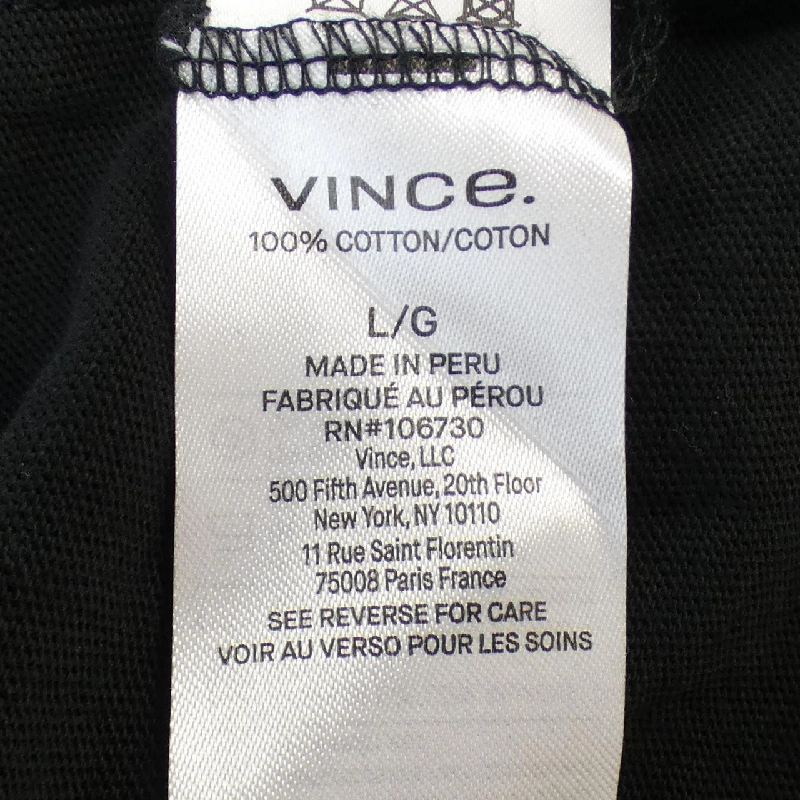 VINCE.
100% COTTON/COTON
L/G
MADE IN PERU
FABRIQUÉ AU PÉROU
RN#106730
Vince, LLC
500 Fifth Avenue, 20th Floor
New York, NY 10110
11 Rue Saint Florentin
75008 Paris France
SEE REVERSE FOR CARE
VOIR AU VERSO POUR LES SOINS